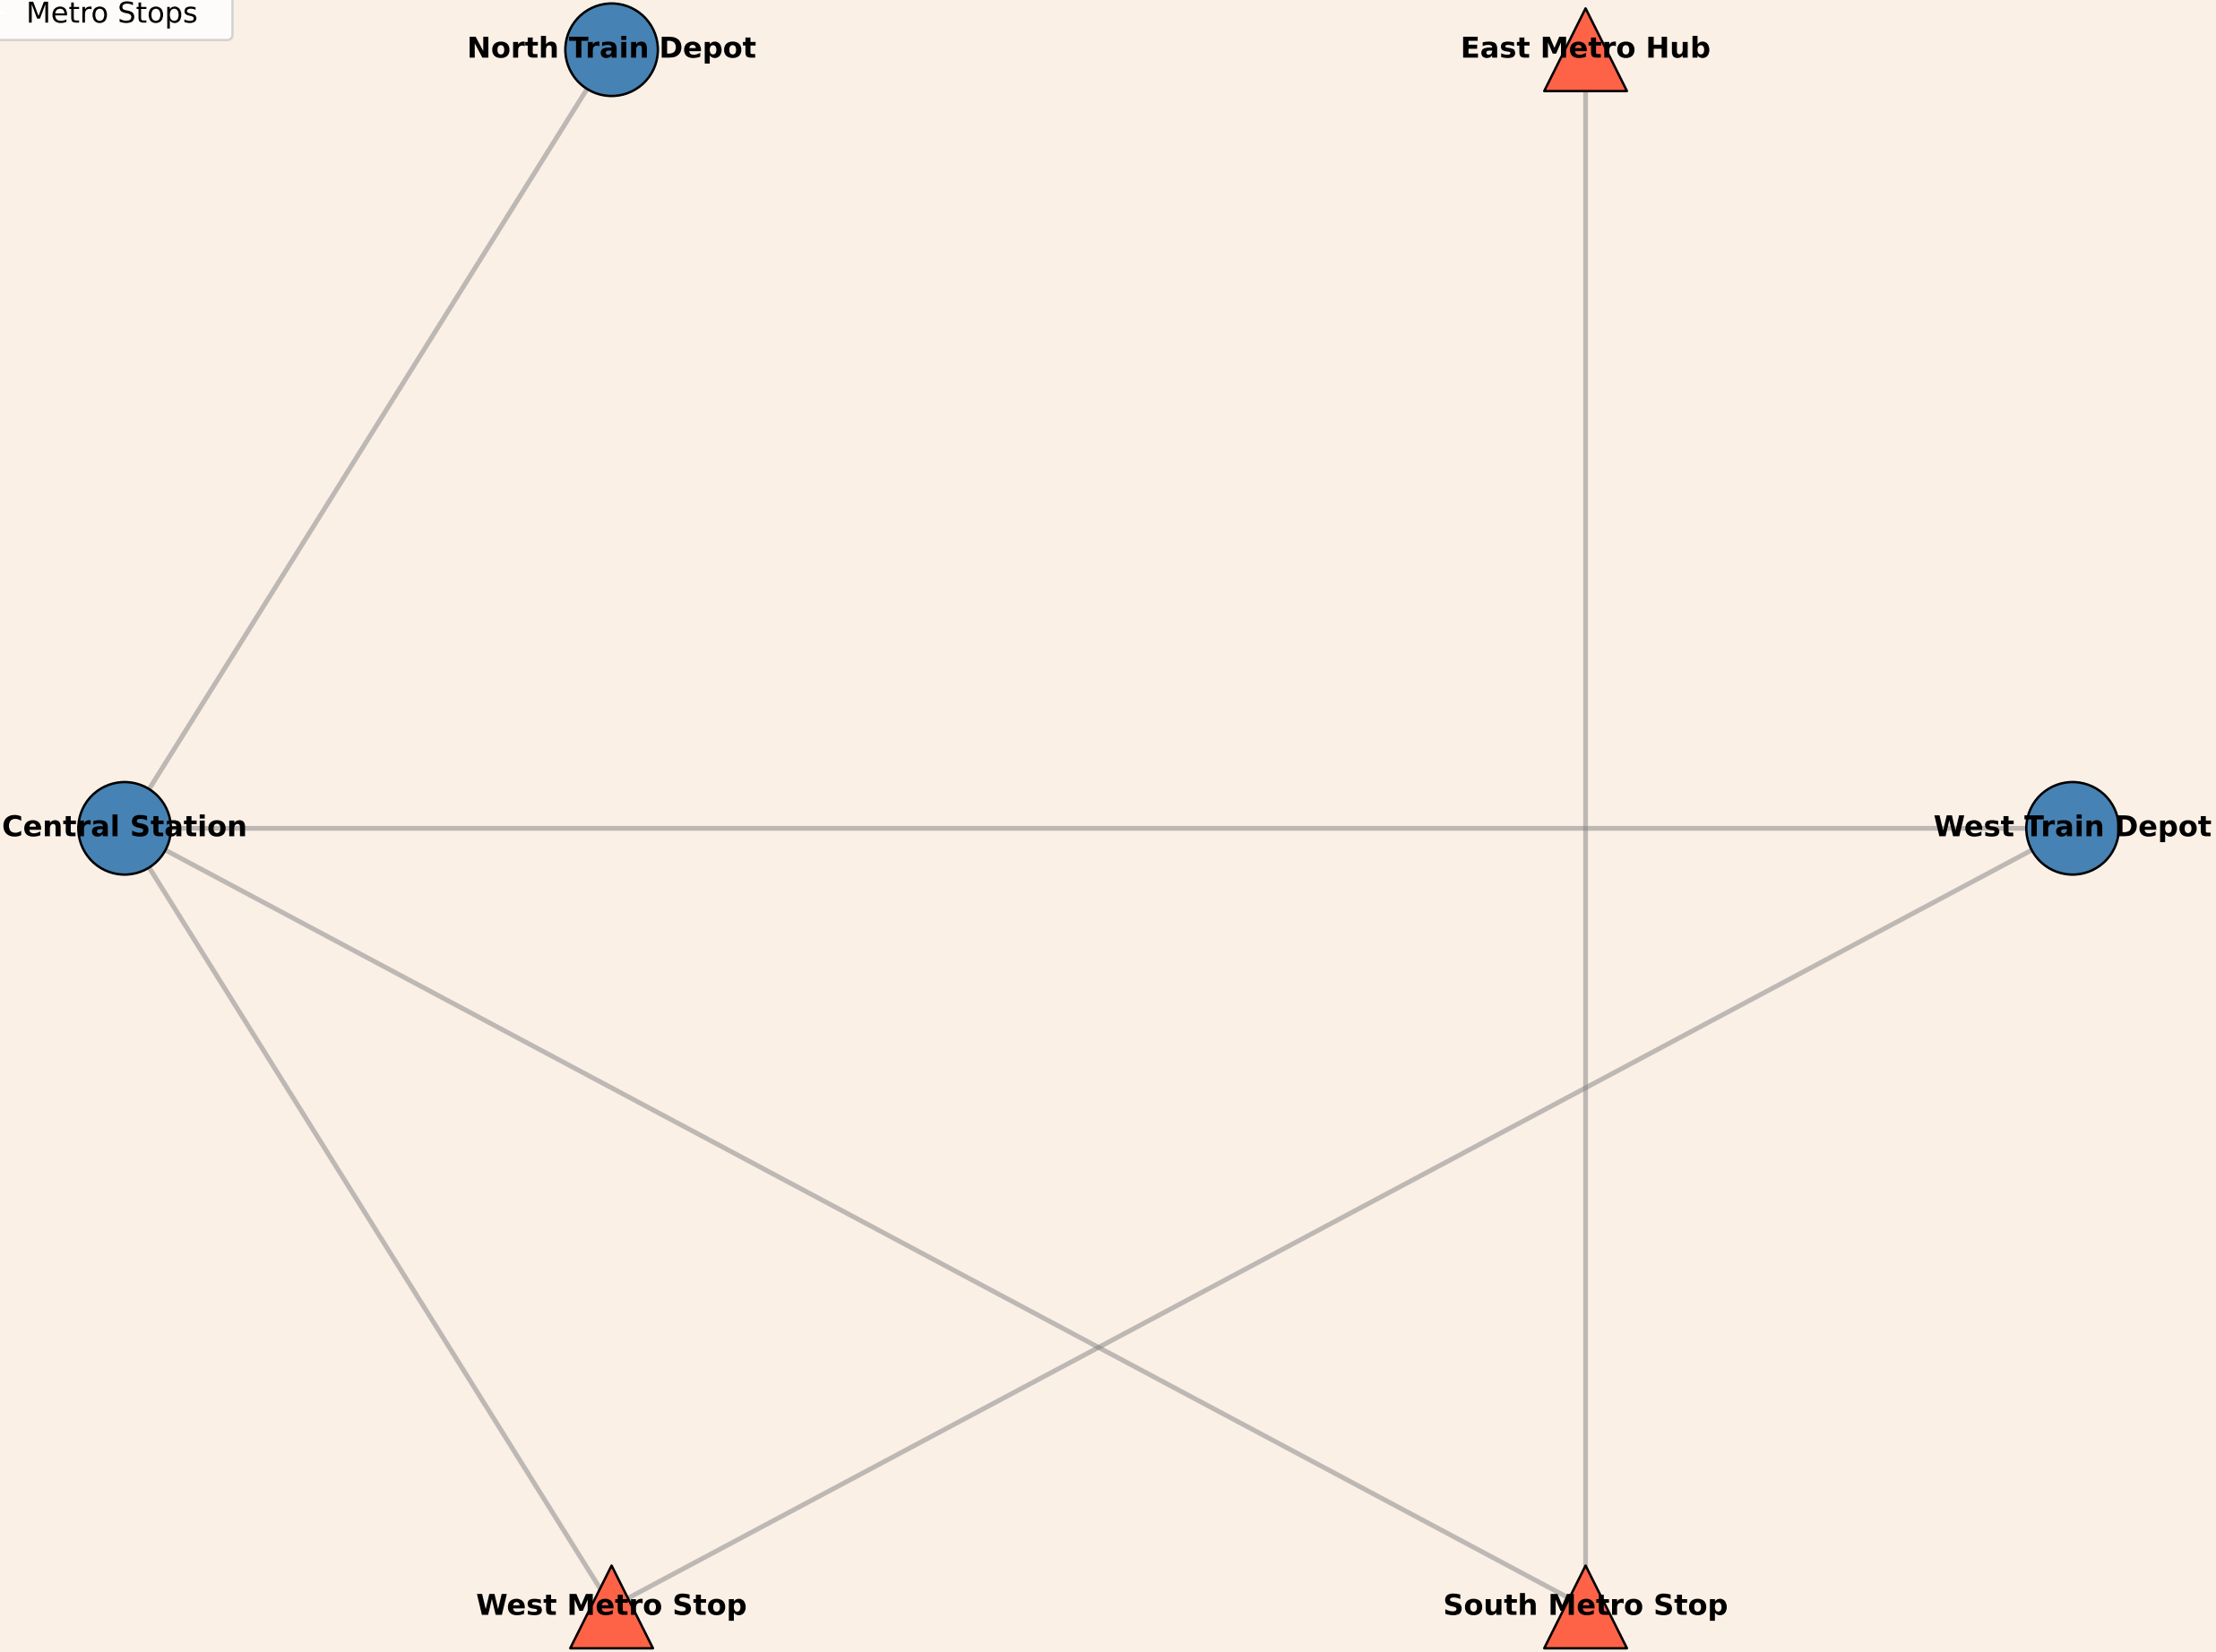 Metro Stops
North Train Depot
East Metro Hub
Central Station
West Train Depot
West Metro Stop
South Metro Stop